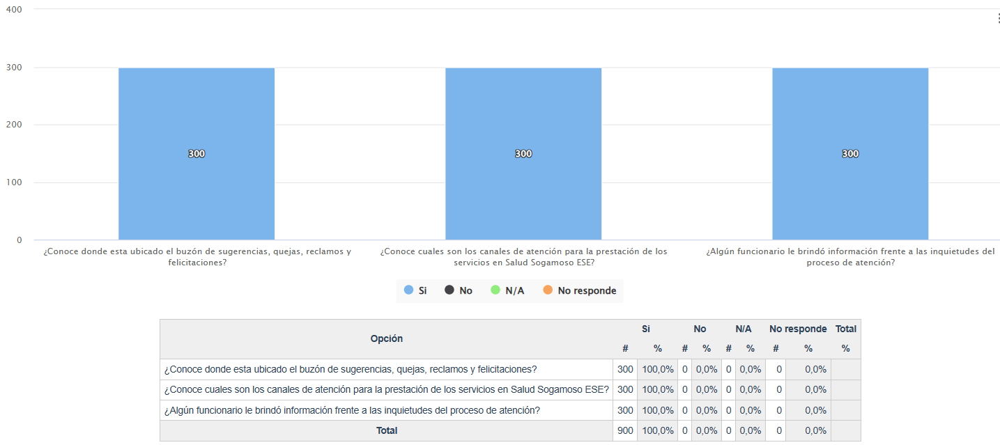 400
300
200
100
0
300
300
300
¿Conoce donde esta ubicado el buzón de sugerencias, quejas, reclamos y
felicitaciones?
¿Conoce cuales son los canales de atención para la prestación de los
servicios en Salud Sogamoso ESE?
¿Algún funcionario le brindó información frente a las inquietudes del
proceso de atención?
Si No N/A No responde
Opción Si No N/A No responde Total
# % # % # % # % %
¿Conoce donde esta ubicado el buzón de sugerencias, quejas, reclamos y felicitaciones? 300 100,0% 0 0,0% 0 0,0% 0 0,0%
¿Conoce cuales son los canales de atención para la prestación de los servicios en Salud Sogamoso ESE? 300 100,0% 0 0,0% 0 0,0% 0 0,0%
¿Algún funcionario le brindó información frente a las inquietudes del proceso de atención? 300 100,0% 0 0,0% 0 0,0% 0 0,0%
Total 900 100,0% 0 0,0% 0 0,0% 0 0,0%